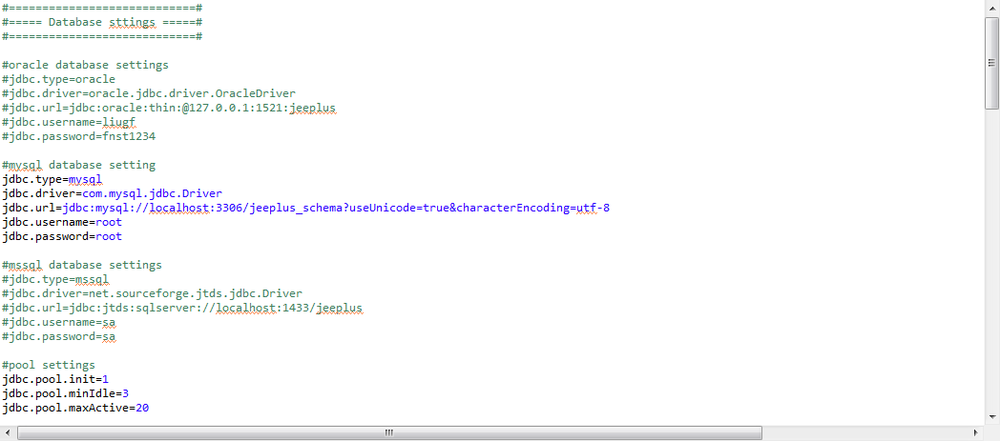 #============================#
#===== Database sttings =====#
#============================#
#oracle database settings
#jdbc.type=oracle
#jdbc.driver=oracle.jdbc.driver.OracleDriver
#jdbc.url=jdbc:oracle:thin:@127.0.0.1:1521:jeeplus
#jdbc.username=liugf
#jdbc.password=fnst1234
#mysql database setting
jdbc.type=mysql
jdbc.driver=com.mysql.jdbc.Driver
jdbc.url=jdbc:mysql://localhost:3306/jeeplus_schema?useUnicode=true&characterEncoding=utf-8
jdbc.username=root
jdbc.password=root
#mssql database settings
#jdbc.type=mssql
#jdbc.driver=net.sourceforge.jtds.jdbc.Driver
#jdbc.url=jdbc:jtds:sqlserver://localhost:1433/jeeplus
#jdbc.username=sa
#jdbc.password=sa
#pool settings
jdbc.pool.init=1
jdbc.pool.minIdle=3
jdbc.pool.maxActive=20